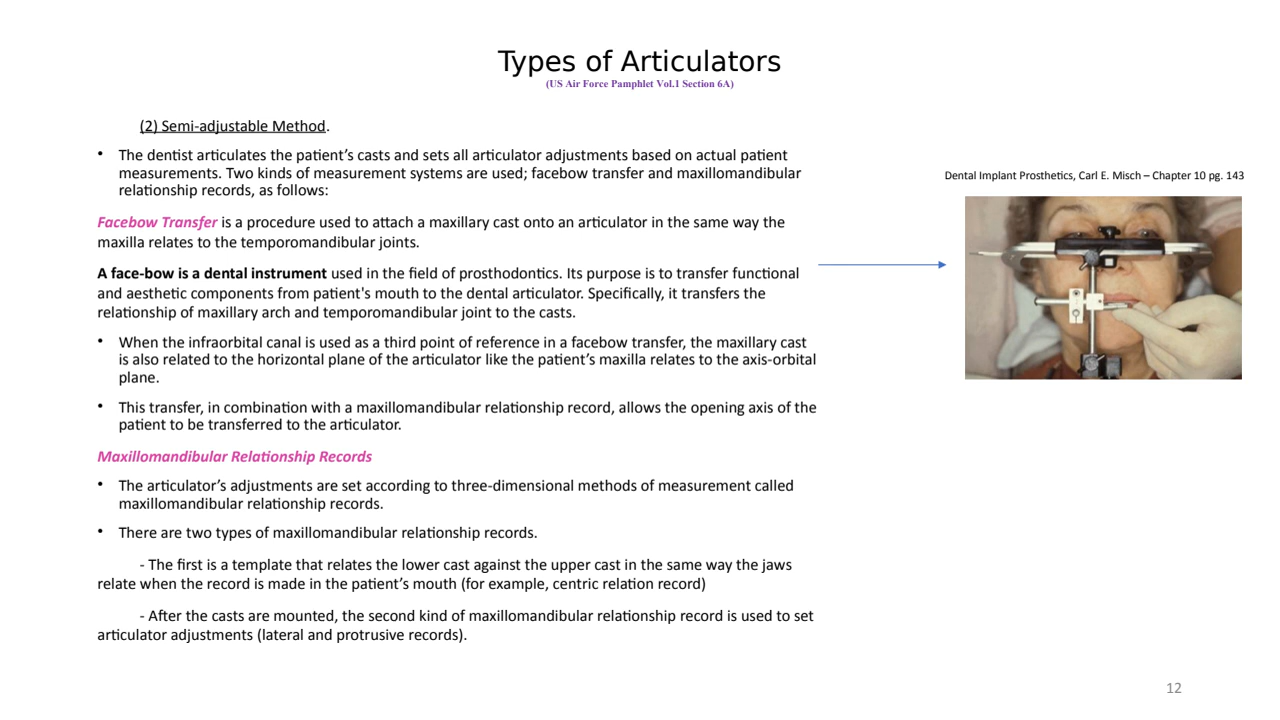 Types of Articulators
(US Air Force Pamphlet Vol.1 Section 6A)
(2) Semi-adjustable Method.
• The dentist articulates the patient’s casts and sets all articulator adjustments based on actual patient
measurements. Two kinds of measurement systems are used; facebow transfer and maxillomandibular
relationship records, as follows:
Facebow Transfer is a procedure used to attach a maxillary cast onto an articulator in the same way the
maxilla relates to the temporomandibular joints.
A face-bow is a dental instrument used in the field of prosthodontics. Its purpose is to transfer functional
and aesthetic components from patient's mouth to the dental articulator. Specifically, it transfers the
relationship of maxillary arch and temporomandibular joint to the casts.
• When the infraorbital canal is used as a third point of reference in a facebow transfer, the maxillary cast
is also related to the horizontal plane of the articulator like the patient’s maxilla relates to the axis-orbital
plane.
• This transfer, in combination with a maxillomandibular relationship record, allows the opening axis of the
patient to be transferred to the articulator.
Maxillomandibular Relationship Records
• The articulator’s adjustments are set according to three-dimensional methods of measurement called
maxillomandibular relationship records.
• There are two types of maxillomandibular relationship records.
- The first is a template that relates the lower cast against the upper cast in the same way the jaws
relate when the record is made in the patient’s mouth (for example, centric relation record)
- After the casts are mounted, the second kind of maxillomandibular relationship record is used to set
articulator adjustments (lateral and protrusive records).
Dental Implant Prosthetics, Carl E. Misch – Chapter 10 pg. 143
12